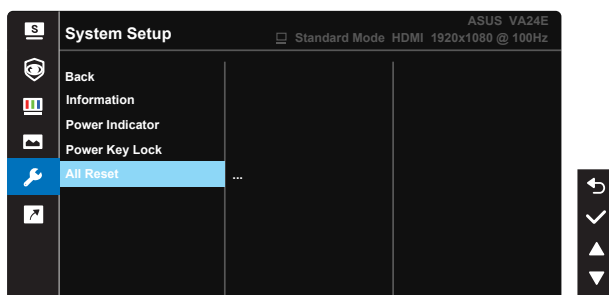 S
System Setup
ASUS VA24E
Standard Mode HDMI 1920x1080 @ 100Hz
Back
Information
Power Indicator
Power Key Lock
All Reset
...